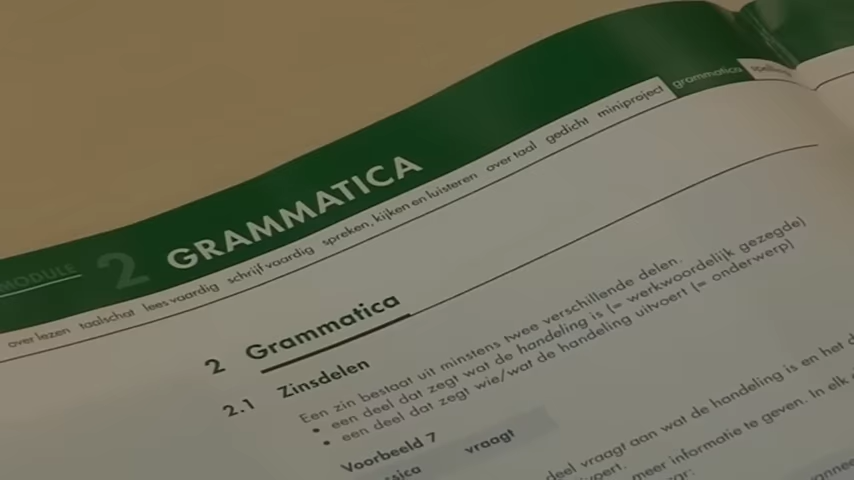 MODULE 2 GRAMMATICA
over lezen taalschat leesvaardig schrijfvaardig spreken, kijken en luisteren over taal gedicht miniproject grammatica
2 Grammatica
2.1 Zinsdelen
Een zin bestaat uit minstens twee verschillende delen.
• een deel dat zegt wat de handeling is (= werkwoordelijk gezegde)
• een deel dat zegt wie/wat de handeling uitvoert (= onderwerp)
Voorbeeld 7
vraagt
deel vraagt aan wat de handeling is en het
meer informatie te geven. In elk